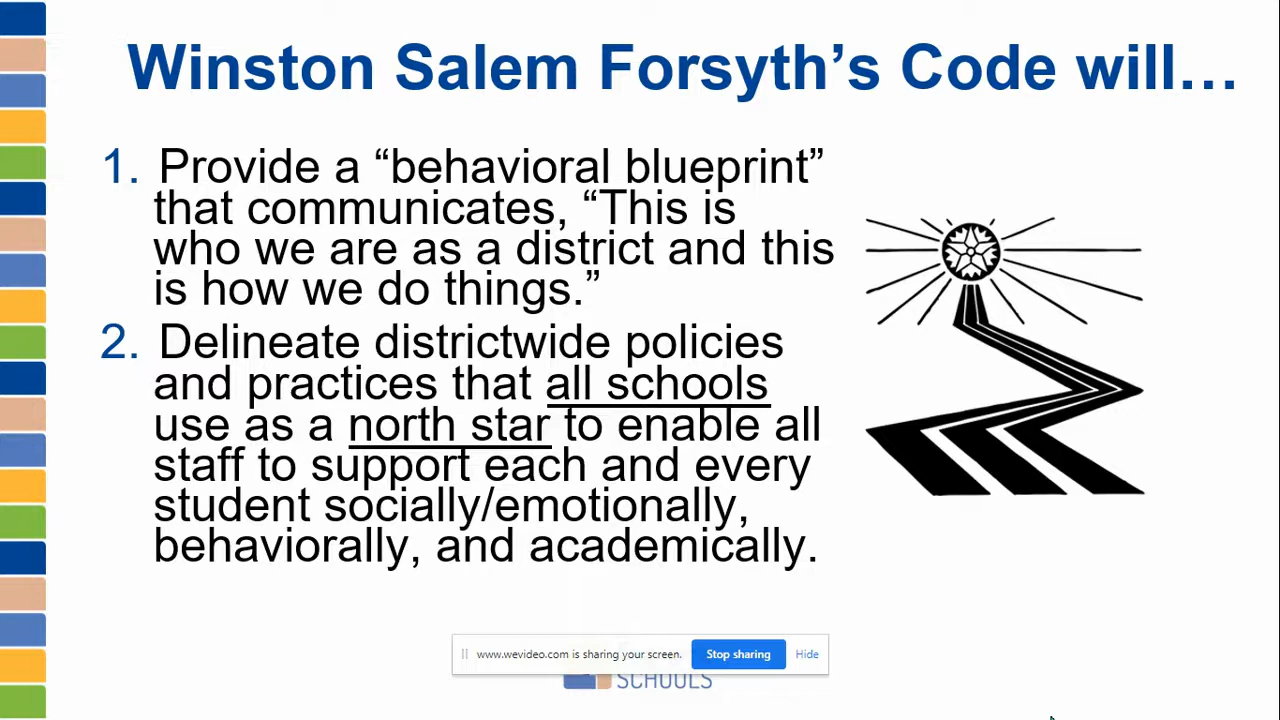 Winston Salem Forsyth’s Code will…
1. Provide a “behavioral blueprint”
that communicates, “This is
who we are as a district and this
is how we do things.”
2. Delineate districtwide policies
and practices that all schools
use as a north star to enable all
staff to support each and every
student socially/emotionally,
behaviorally, and academically.
www.wevideo.com is sharing your screen. Stop sharing Hide
SCHOOLS